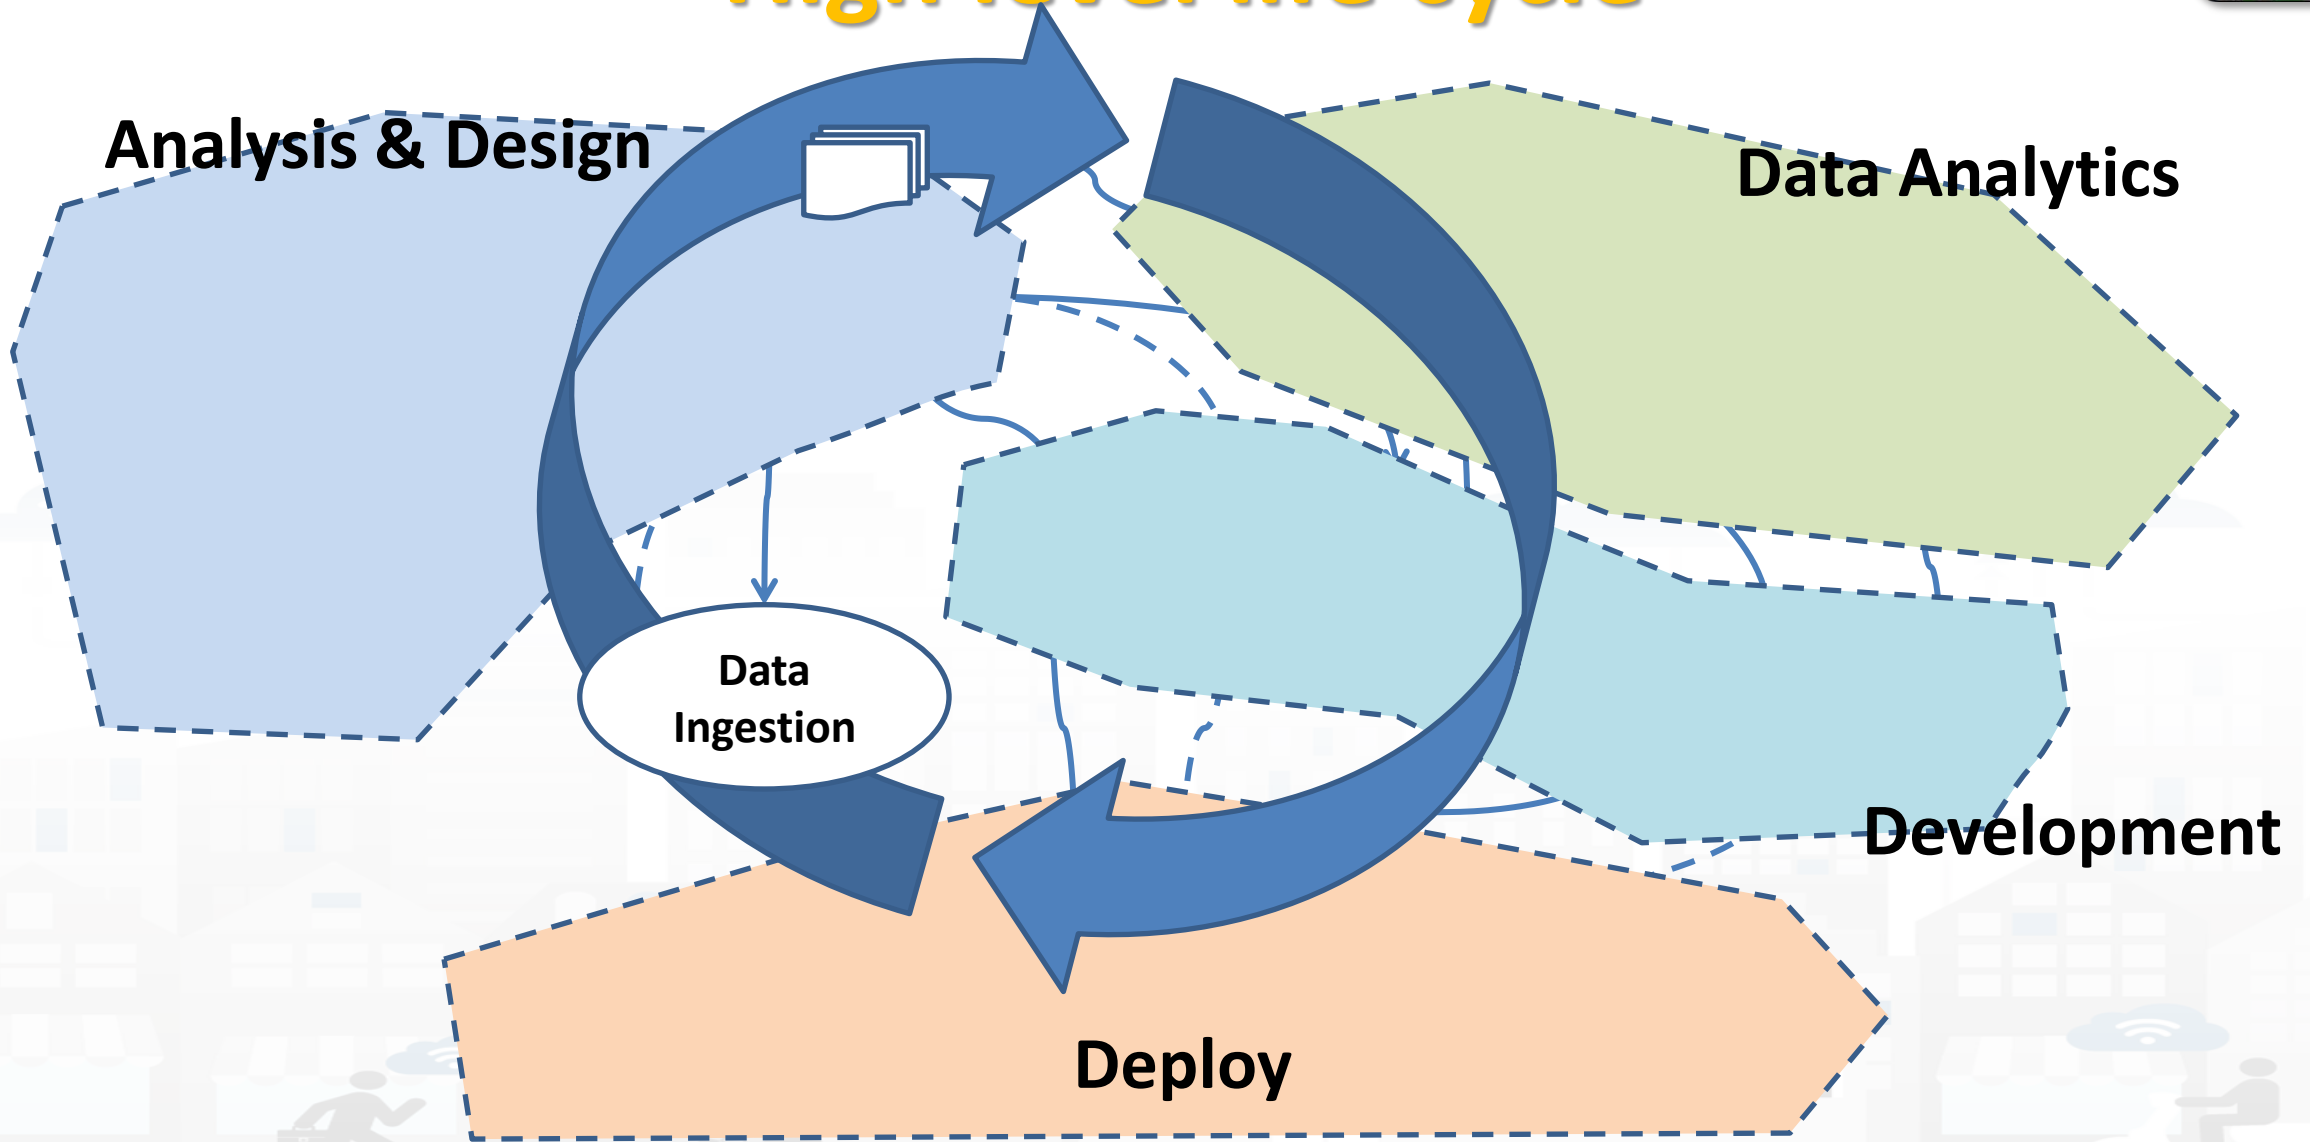 Analysis & Design
Data Analytics
Data
Ingestion
Development
Deploy